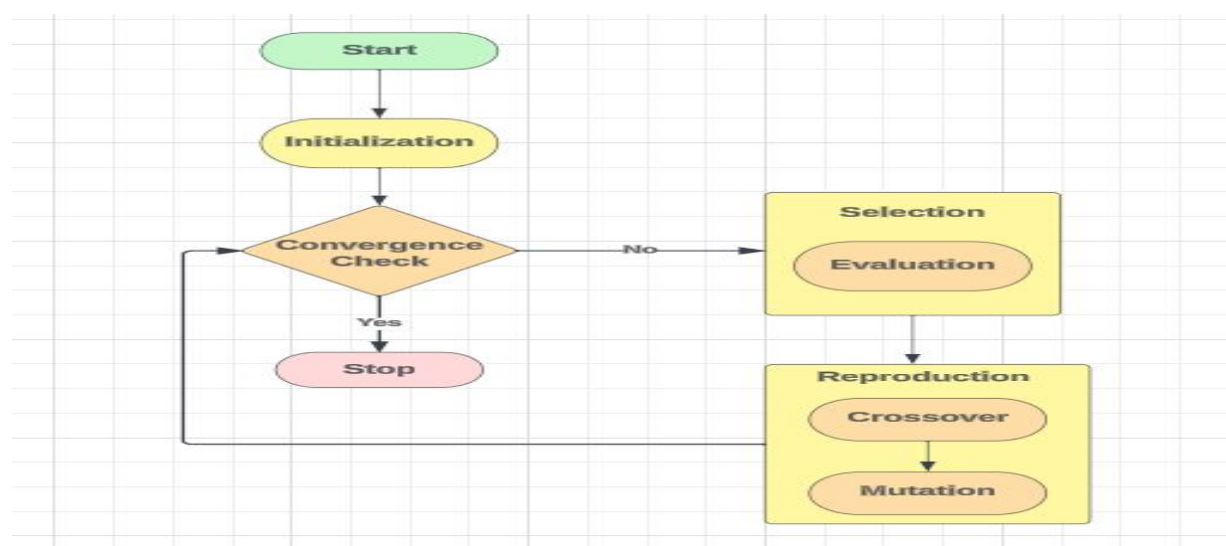 Start
Initialization
Convergence
Check
No
Yes
Stop
Selection
Evaluation
Reproduction
Crossover
Mutation